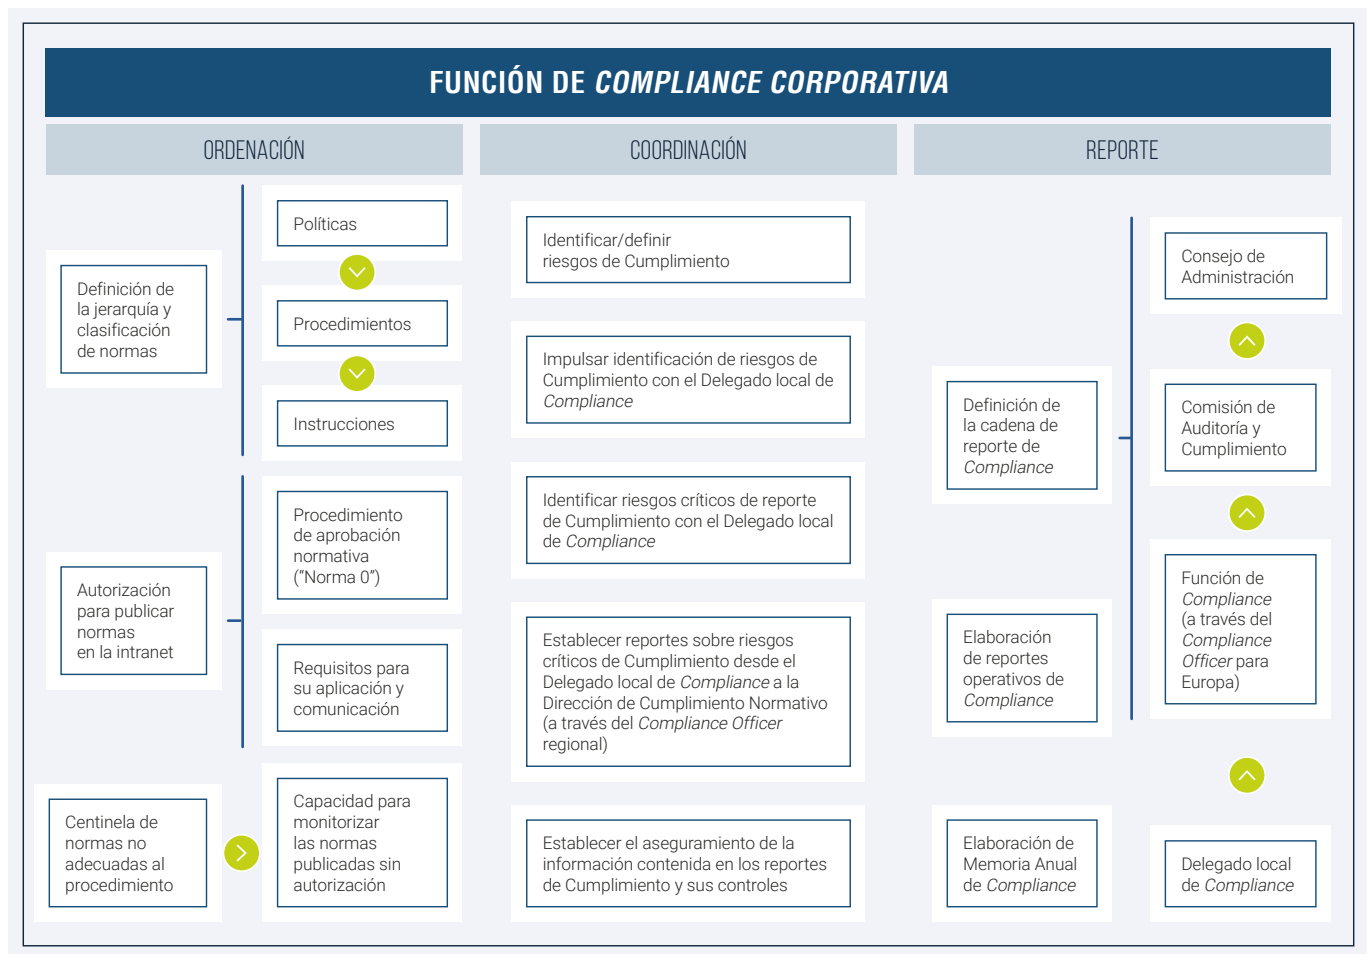 FUNCIÓN DE COMPLIANCE CORPORATIVA
ORDENACIÓN
Definición de
la jerarquía y
clasificación
de normas
Políticas
Procedimientos
Instrucciones
Autorización
para publicar
normas
en la intranet
Procedimiento
de aprobación
normativa
(“Norma 0”)
Requisitos para
su aplicación y
comunicación
Centinela de
normas no
adecuadas al
procedimiento
Capacidad para
monitorizar
las normas
publicadas sin
autorización
COORDINACIÓN
Identificar/definir
riesgos de Cumplimiento
Impulsar identificación de riesgos de
Cumplimiento con el Delegado local de
Compliance
Identificar riesgos críticos de reporte
de Cumplimiento con el Delegado local
de Compliance
Establecer reportes sobre riesgos
críticos de Cumplimiento desde el
Delegado local de Compliance a la
Dirección de Cumplimiento Normativo
(a través del Compliance Officer
regional)
Establecer el aseguramiento de la
información contenida en los reportes
de Cumplimiento y sus controles
REPORTE
Definición de
la cadena de
reporte de
Compliance
Elaboración
de reportes
operativos de
Compliance
Elaboración de
Memoria Anual
de Compliance
Consejo de
Administración
Comisión de
Auditoría y
Cumplimiento
Función de
Compliance
(a través del
Compliance
Officer para
Europa)
Delegado local
de Compliance